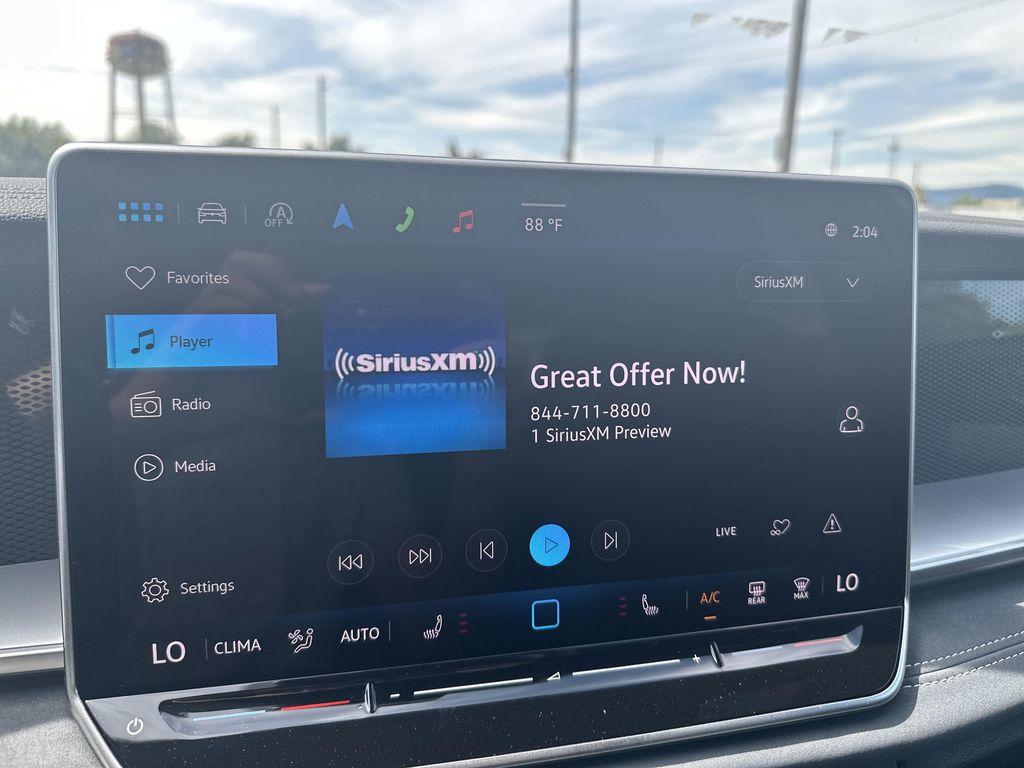 OFF
88 °F
2:04
Favorites
SiriusXM
Player
((SiriusXM))
Great Offer Now!
844-711-8800
1 SiriusXM Preview
Radio
Media
LIVE
Settings
LO
CLIMA
AUTO
A/C
REAR
MAX
LO
- +